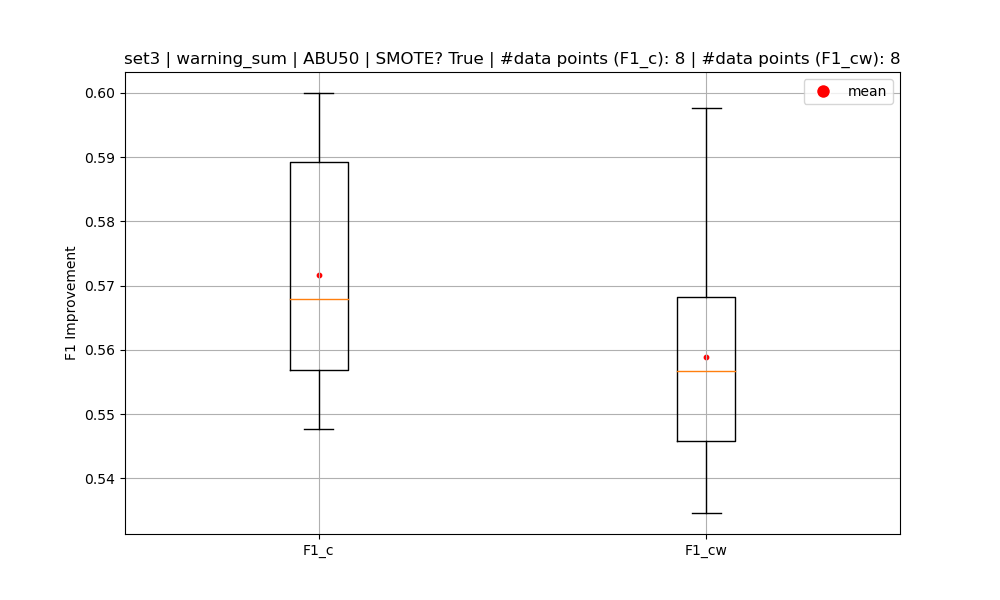 set3 | warning_sum | ABU50 | SMOTE? True | #data points (F1_c): 8 | #data points (F1_cw): 8
mean
0.60
0.59
0.58
0.57
0.56
0.55
0.54
F1 Improvement
F1_c
F1_cw